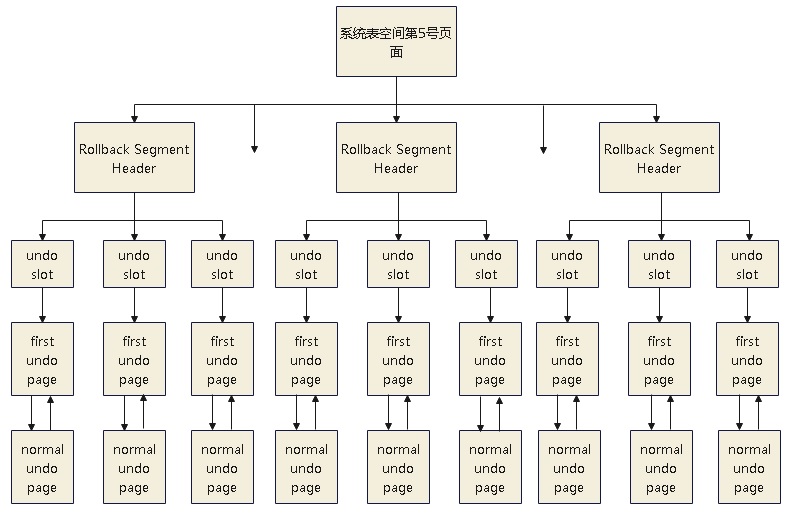 系统表空间第5号页
面
Rollback Segment
Header
Rollback Segment
Header
Rollback Segment
Header
undo
slot
undo
slot
undo
slot
undo
slot
undo
slot
undo
slot
undo
slot
undo
slot
undo
slot
first
undo
page
first
undo
page
first
undo
page
first
undo
page
first
undo
page
first
undo
page
first
undo
page
first
undo
page
first
undo
page
normal
undo
page
normal
undo
page
normal
undo
page
normal
undo
page
normal
undo
page
normal
undo
page
normal
undo
page
normal
undo
page
normal
undo
page